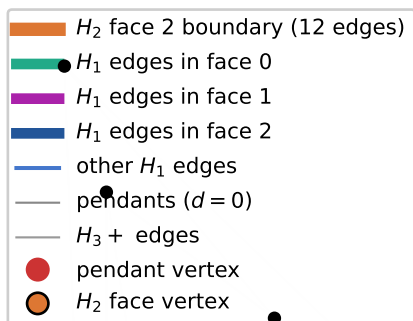 H₂ face 2 boundary (12 edges)
H₁ edges in face 0
H₁ edges in face 1
H₁ edges in face 2
other H₁ edges
pendants (d = 0)
H₃+ edges
pendant vertex
H₂ face vertex